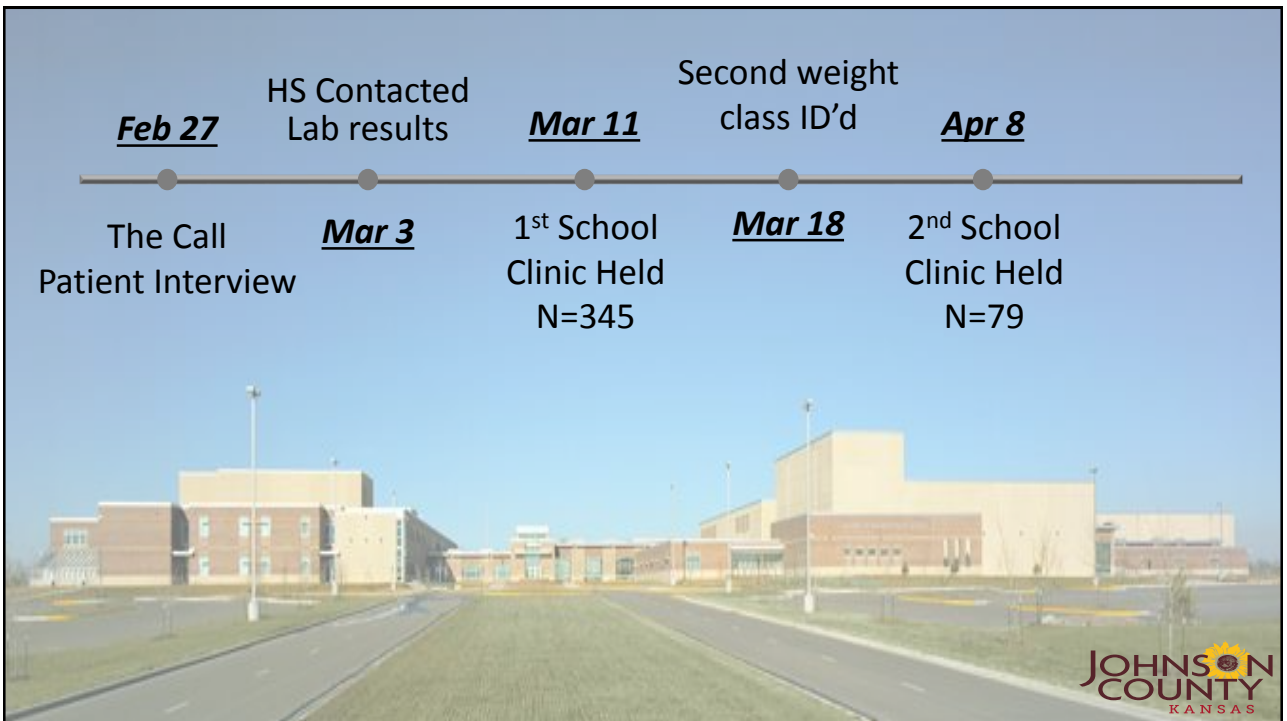 Feb 27
The Call
Patient Interview
HS Contacted
Lab results
Mar 3
Mar 11
1st School
Clinic Held
N=345
Second weight
class ID’d
Mar 18
Apr 8
2nd School
Clinic Held
N=79
JOHNSON
COUNTY
KANSAS